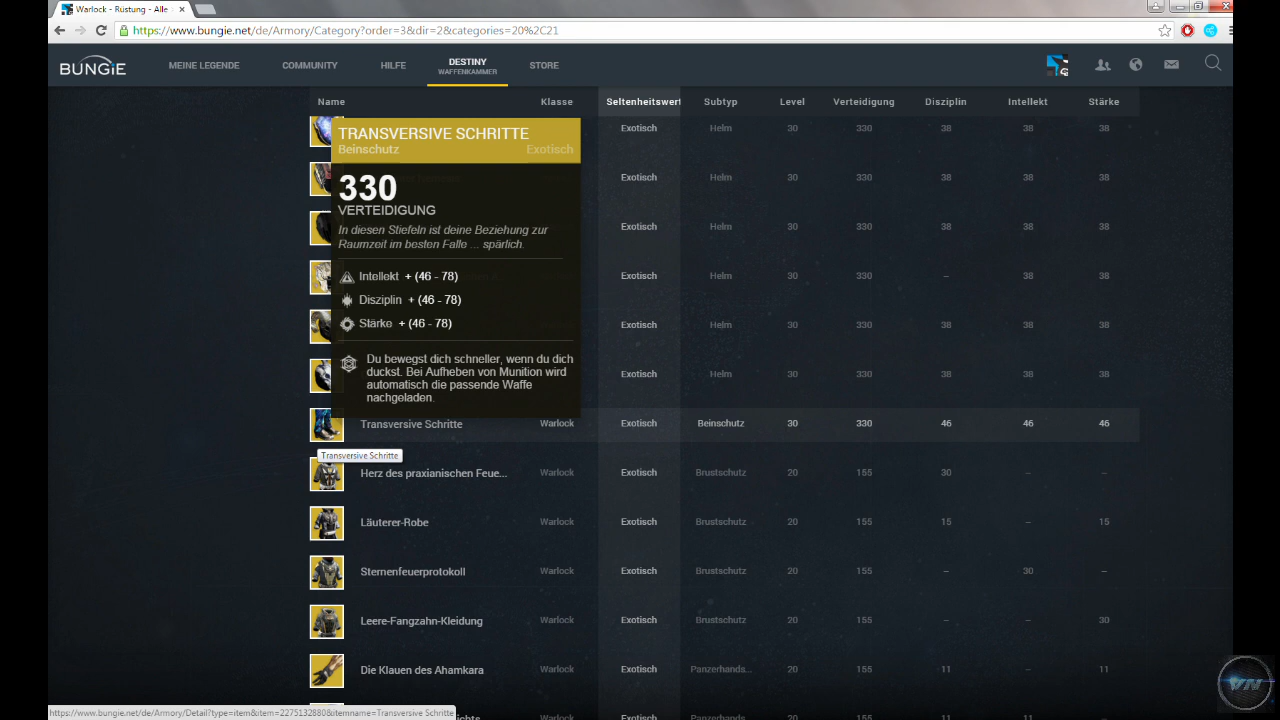 Warlock - Rüstung - Alle
https://www.bungie.net/de/Armory/Category?order=3&dir=2&categories=20%2C21
BUNGIE MEINE LEGENDE COMMUNITY HILFE DESTINY STORE
WAFFENKAMMER
Name Klasse Seltenheitswert Subtyp Level Verteidigung Disziplin Intellekt Stärke
Exotisch Helm 30 330 38 38 38
TRANSVERSIVE SCHRITTE
Beinschutz Exotisch
330
VERTEIDIGUNG
In diesen Stiefeln ist deine Beziehung zur
Raumzeit im besten Falle ... spärlich.
Intellekt + (46 - 78)
Disziplin + (46 - 78)
Stärke + (46 - 78)
Du bewegst dich schneller, wenn du dich
duckst. Bei Aufheben von Munition wird
automatisch die passende Waffe
nachgeladen.
Exotisch Helm 30 330 38 38 38
Exotisch Helm 30 330 38 38 38
Exotisch Helm 30 330 – 38 38
Exotisch Helm 30 330 38 38 38
Exotisch Helm 30 330 38 38 38
Transversive Schritte Warlock Exotisch Beinschutz 30 330 46 46 46
Transversive Schritte
Herz des praxianischen Feue... Warlock Exotisch Brustschutz 20 155 30 – –
Läuterer-Robe Warlock Exotisch Brustschutz 20 155 15 – 15
Sternenfeuerprotokoll Warlock Exotisch Brustschutz 20 155 – 30 –
Leere-Fangzahn-Kleidung Warlock Exotisch Brustschutz 20 155 – – 30
Die Klauen des Ahamkara Warlock Exotisch Panzerhands... 20 155 11 – 11
Warlock Exotisch Panzerhands... 20 155
https://www.bungie.net/de/Armory/Detail?type=item&item=2275132880&itemname=Transversive Schritte
VN